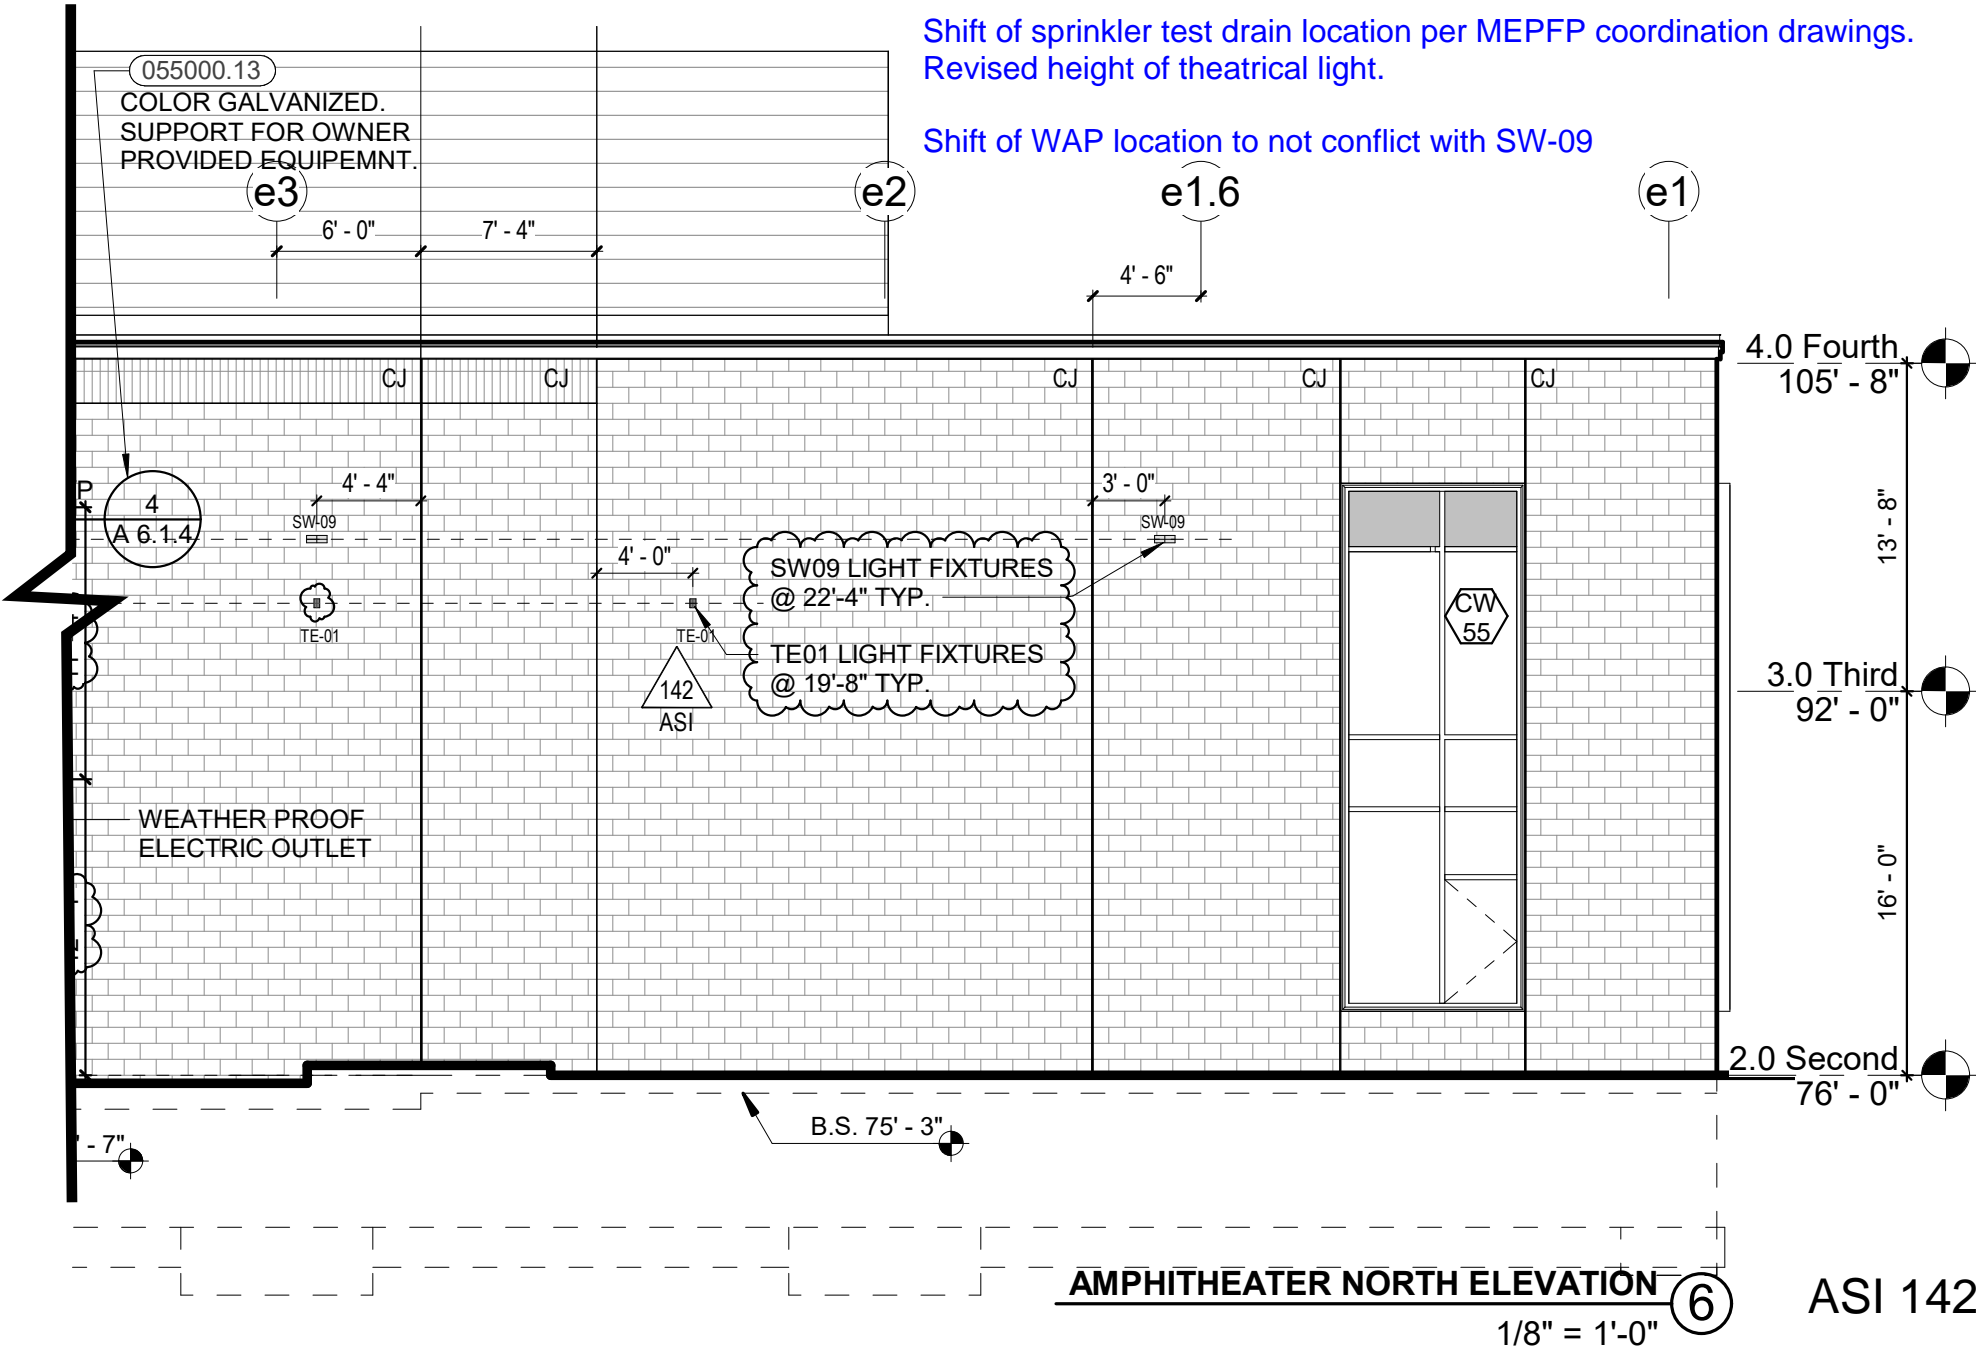 Shift of sprinkler test drain location per MEPFP coordination drawings.
Revised height of theatrical light.
Shift of WAP location to not conflict with SW-09
055000.13
COLOR GALVANIZED.
SUPPORT FOR OWNER
PROVIDED EQUIPEMNT.
e3
e2
e1.6
e1
6' - 0"
7' - 4"
4' - 6"
4.0 Fourth
105' - 8"
CJ
CJ
CJ
CJ
CJ
P
4
A 6.1.4
4' - 4"
SW-09
3' - 0"
SW-09
13' - 8"
4' - 0"
SW09 LIGHT FIXTURES
@ 22'-4" TYP.
TE-01
TE-01
TE01 LIGHT FIXTURES
@ 19'-8" TYP.
CW
55
142
ASI
3.0 Third
92' - 0"
WEATHER PROOF
ELECTRIC OUTLET
16' - 0"
2.0 Second
76' - 0"
' - 7"
B.S. 75' - 3"
AMPHITHEATER NORTH ELEVATION
6
1/8" = 1'-0"
ASI 142